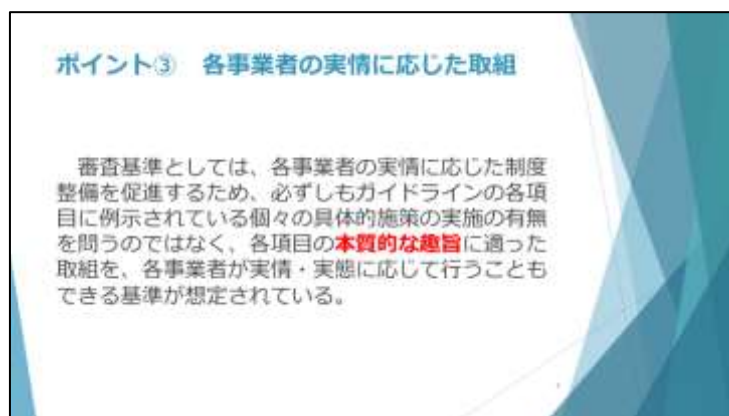 ポイント③　各事業者の実情に応じた取組
　審査基準としては、各事業者の実情に応じた制度
整備を促進するため、必ずしもガイドラインの各項
目に例示されている個々の具体的施策の実施の有無
を問うのではなく、各項目の本質的な趣旨に適った
取組を、各事業者が実情・実態に応じて行うことも
できる基準が想定されている。